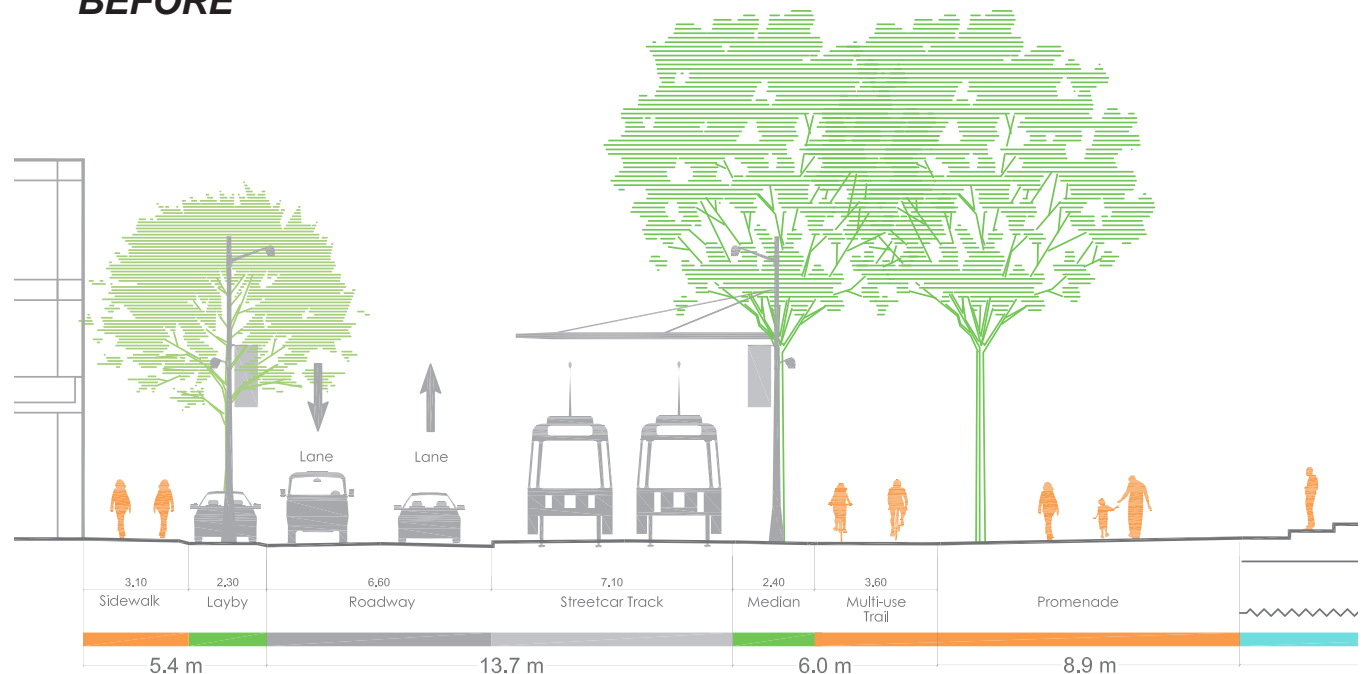 BEFORE
Lane
Lane
3.10
2.30
6.60
7.10
2.40
3.60
Sidewalk
Layby
Roadway
Streetcar Track
Median
Multi-use
Trail
Promenade
5.4 m
13.7 m
6.0 m
8.9 m